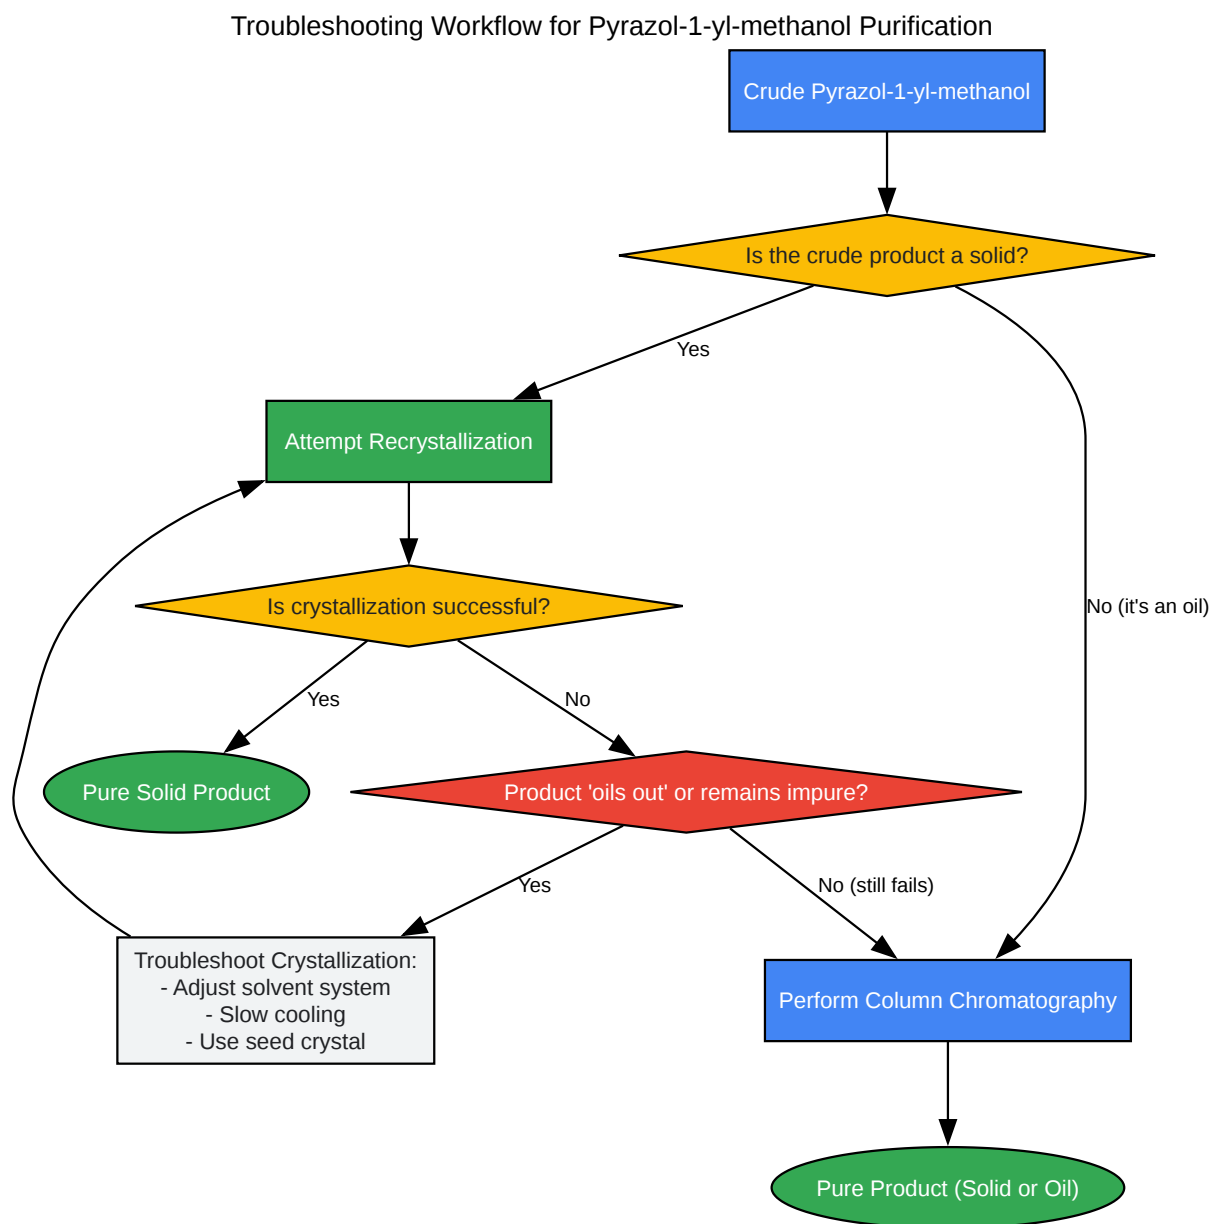 Troubleshooting Workflow for Pyrazol-1-yl-methanol Purification
Crude Pyrazol-1-yl-methanol
Is the crude product a solid?
Yes
Attempt Recrystallization
Is crystallization successful?
No (it's an oil)
Yes
No
Pure Solid Product
Product 'oils out' or remains impure?
Yes
No (still fails)
Troubleshoot Crystallization:
- Adjust solvent system
- Slow cooling
- Use seed crystal
Perform Column Chromatography
Pure Product (Solid or Oil)